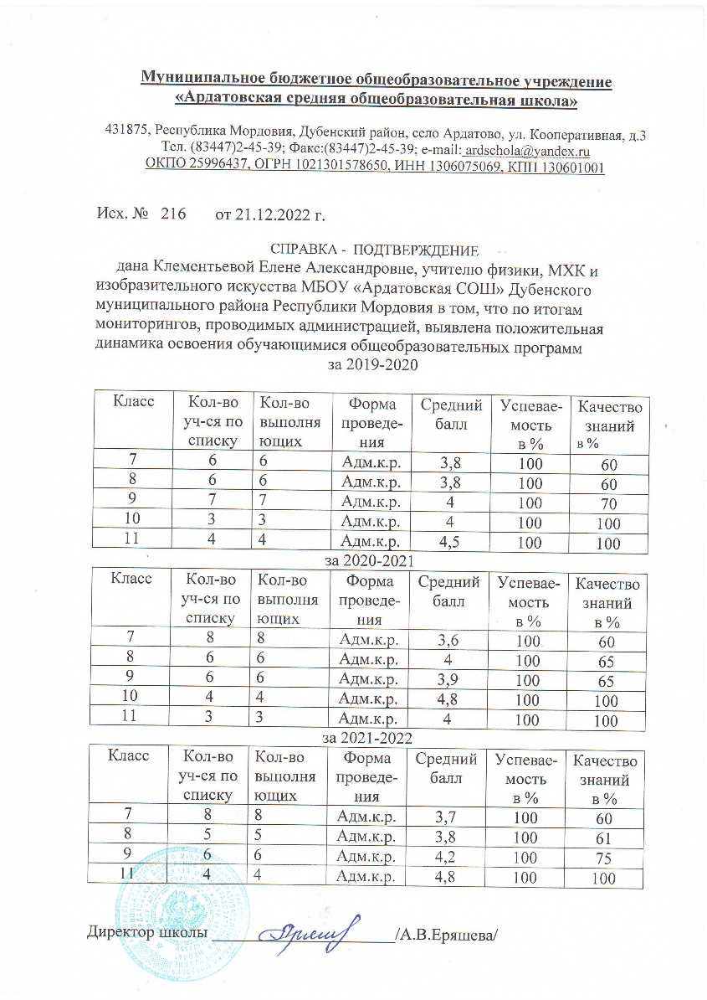 Муниципальное бюджетное общеобразовательное учреждение
«Ардатовская средняя общеобразовательная школа»
431875, Республика Мордовия, Дубенский район, село Ардатово, ул. Кооперативная, д.3
Тел. (83447)2-45-39; Факс:(83447)2-45-39; e-mail: ardschola@yandex.ru
ОКПО 25996437, ОГРН 1021301578650, ИНН 1306075069, КПП 130601001
Исх. № 216 от 21.12.2022 г.
СПРАВКА - ПОДТВЕРЖДЕНИЕ
дана Клементьевой Елене Александровне, учителю физики, МХК и
изобразительного искусства МБОУ «Ардатовская СОШ» Дубенского
муниципального района Республики Мордовия в том, что по итогам
мониторингов, проводимых администрацией, выявлена положительная
динамика освоения обучающимися общеобразовательных программ
за 2019-2020
Класс Кол-во Кол-во Форма Средний Успевае- Качество
уч-ся по выполня проведе- балл мость знаний
списку ющих ния в % в %
7 6 6 Адм.к.р. 3,8 100 60
8 6 6 Адм.к.р. 3,8 100 60
9 7 7 Адм.к.р. 4 100 70
10 3 3 Адм.к.р. 4 100 100
11 4 4 Адм.к.р. 4,5 100 100
за 2020-2021
Класс Кол-во Кол-во Форма Средний Успевае- Качество
уч-ся по выполня проведе- балл мость знаний
списку ющих ния в % в %
7 8 8 Адм.к.р. 3,6 100 60
8 6 6 Адм.к.р. 4 100 65
9 6 6 Адм.к.р. 3,9 100 65
10 4 4 Адм.к.р. 4,8 100 100
11 3 3 Адм.к.р. 4 100 100
за 2021-2022
Класс Кол-во Кол-во Форма Средний Успевае- Качество
уч-ся по выполня проведе- балл мость знаний
списку ющих ния в % в %
7 8 8 Адм.к.р. 3,7 100 60
8 5 5 Адм.к.р. 3,8 100 61
9 6 6 Адм.к.р. 4,2 100 75
11 4 4 Адм.к.р. 4,8 100 100
Директор школы /А.В.Еряшева/